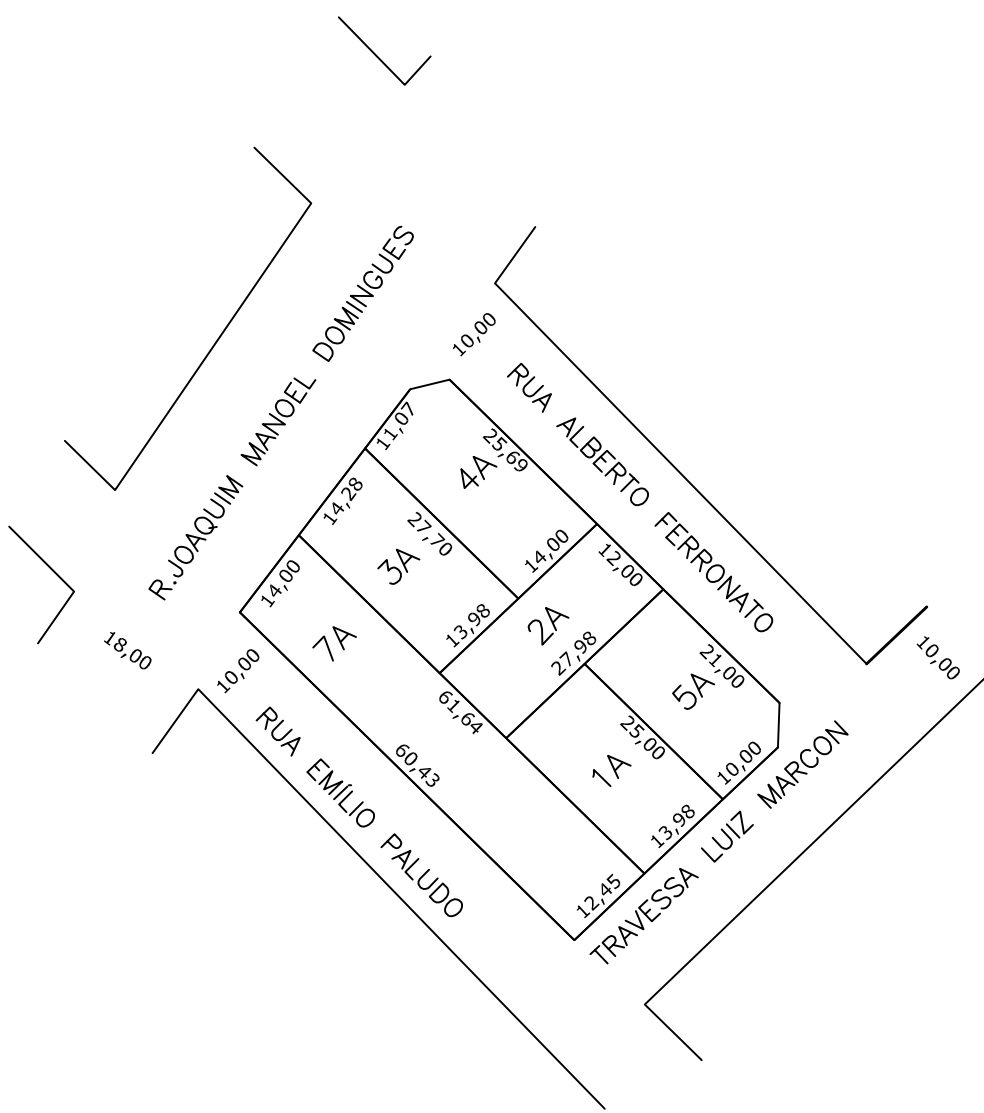 R.JOAQUIM MANOEL DOMINGUES
10,00
RUA ALBERTO FERRONATO
11,07
25,69
4A
14,00
14,28
27,70
3A
13,98
12,00
2A
27,98
14,00
7A
61,64
60,43
12,45
21,00
5A
10,00
25,00
1A
13,98
18,00
10,00
RUA EMÍLIO PALUDO
TRAVESSA LUIZ MARCON
10,00